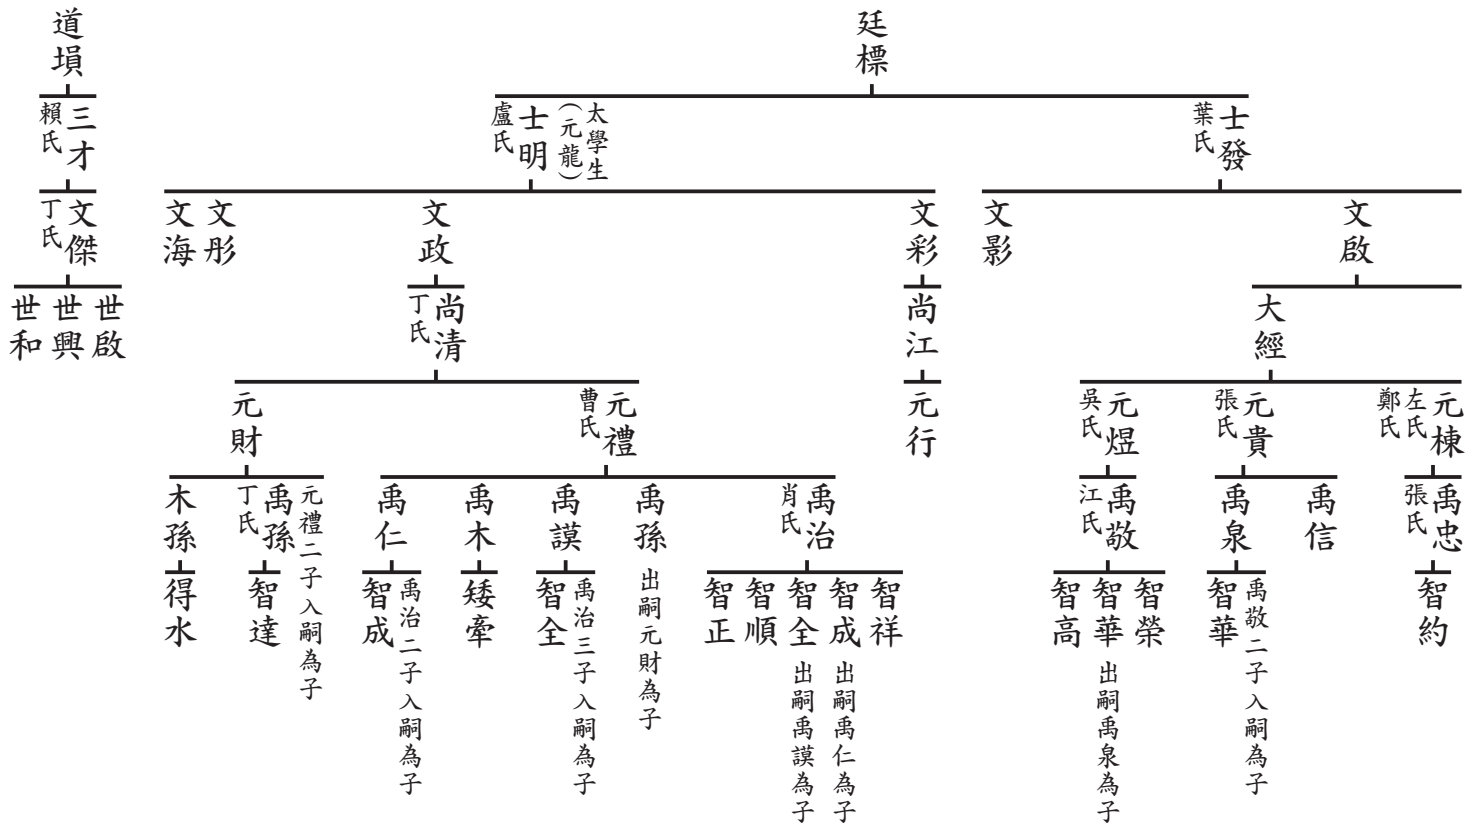 廷標
士發
葉氏
士明
太學生
(元龍)
盧氏
文啟
文影
文彩
文政
文彤
文海
大經
尚江
尚清
丁氏
元棟
左氏
鄭氏
元貴
張氏
元煜
吳氏
元行
元禮
曹氏
元財
禹忠
張氏
禹信
禹泉
禹敬
江氏
禹治
肖氏
禹孫
出嗣元財為子
禹謨
禹木
禹仁
元禮二子入嗣為子
禹孫
丁氏
木孫
智約
智華
禹敬二子入嗣為子
智榮
智華
出嗣禹泉為子
智高
智祥
智成
出嗣禹仁為子
智全
出嗣禹謨為子
智順
智正
智全
禹治三子入嗣為子
矮牽
智成
禹治二子入嗣為子
智達
得水
道塤
三才
賴氏
文傑
丁氏
世啟
世興
世和